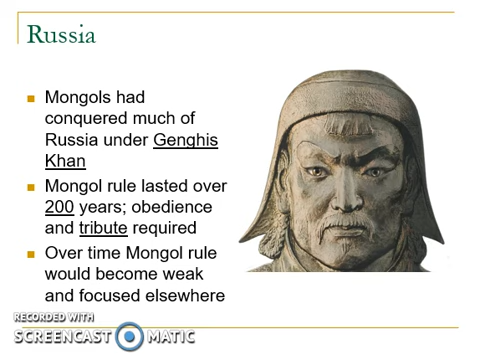 Russia
Mongols had
conquered much of
Russia under Genghis
Khan
Mongol rule lasted over
200 years; obedience
and tribute required
Over time Mongol rule
would become weak
and focused elsewhere
RECORDED WITH
SCREENCAST MATIC